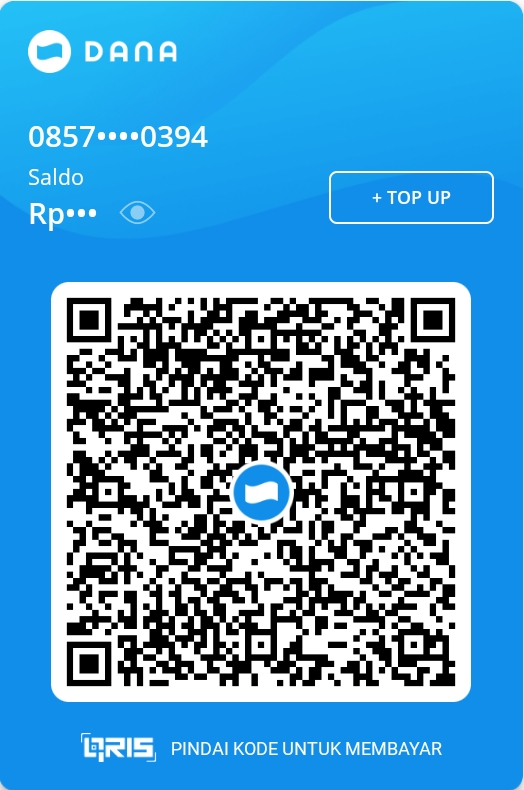 DANA
0857••••0394
Saldo
Rp•••
+ TOP UP
QRIS PINDAI KODE UNTUK MEMBAYAR